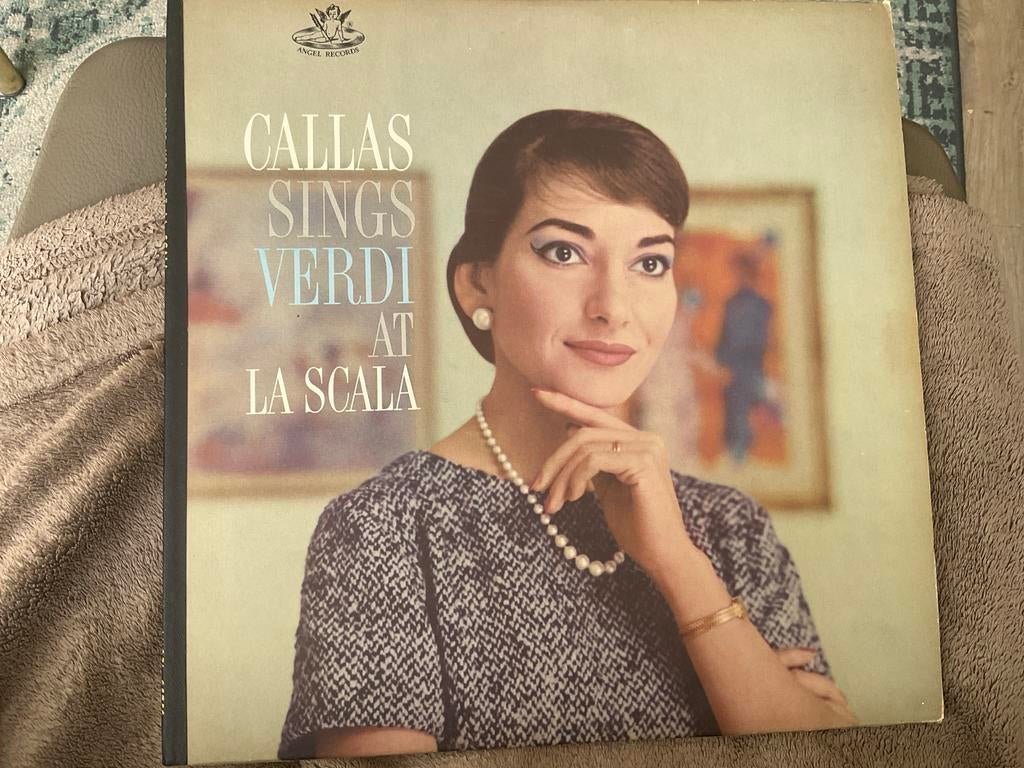 ANGEL RECORDS
CALLAS
SINGS
VERDI
AT
LA SCALA